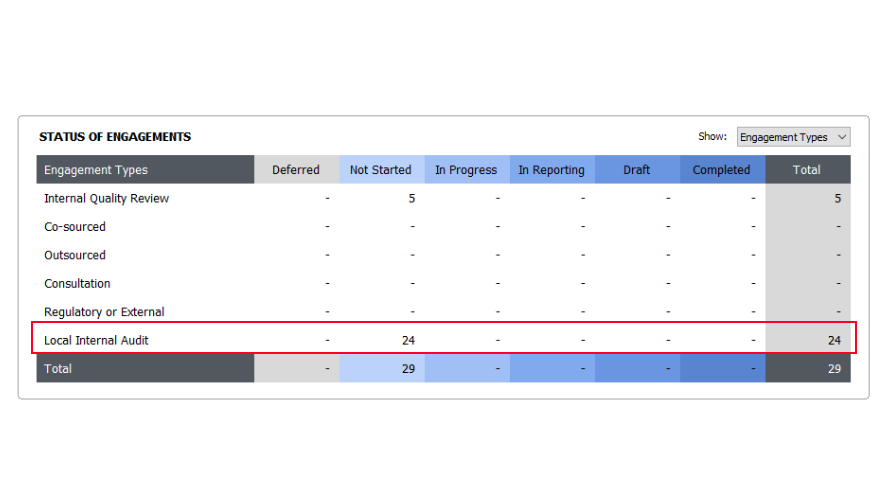 STATUS OF ENGAGEMENTS Show: Engagement Types
Engagement Types Deferred Not Started In Progress In Reporting Draft Completed Total
Internal Quality Review - 5 - - - - 5
Co-sourced - - - - - - -
Outsourced - - - - - - -
Consultation - - - - - - -
Regulatory or External - - - - - - -
Local Internal Audit - 24 - - - - 24
Total - 29 - - - - 29